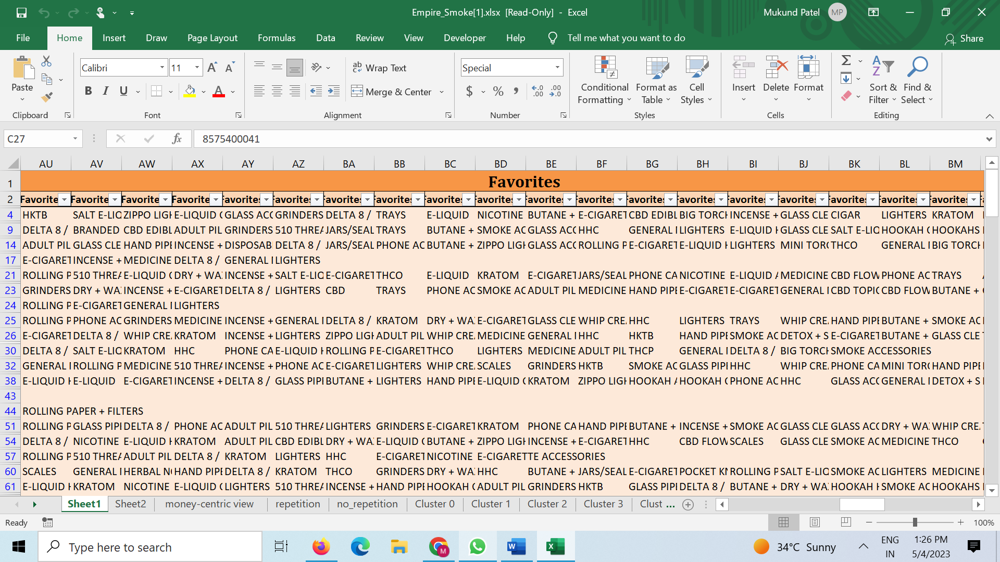 Empire_Smoke[1].xlsx [Read-Only] - Excel
Mukund Patel MP
File Home Insert Draw Page Layout Formulas Data Review View Developer Help Tell me what you want to do Share
Calibri 11 Wrap Text Special
Paste B I U Merge & Center $ % Conditional Formatting Format as Table Cell Styles Insert Delete Format Sort & Filter Find & Select
Clipboard Font Alignment Number Styles Cells Editing
C27 fx 8575400041
AU AV AW AX AY AZ BA BB BC BD BE BF BG BH BI BJ BK BL BM
1 Favorites
2 Favorite Favorite Favorite Favorite Favorites Favorites Favorites Favorites Favorites Favorites Favorites Favorites Favorites Favorites Favorites Favorites Favorites Favorites Favorites
4 HKTB SALT E-LIQ ZIPPO LIGH E-LIQUID C GLASS ACC GRINDERS DELTA 8 / TRAYS E-LIQUID NICOTINE BUTANE + E-CIGARET CBD EDIBL BIG TORCH INCENSE + GLASS CLE CIGAR LIGHTERS KRATOM
9 DELTA 8 / BRANDED CBD EDIBL ADULT PIL GRINDERS 510 THREA JARS/SEAL TRAYS BUTANE + SMOKE AC GLASS ACC HHC GENERAL LIGHTERS E-LIQUID GLASS CLE SALT E-LIQ HOOKAH C HOOKAHS
14 ADULT PIL GLASS CLE HAND PIPE INCENSE + DISPOSAB DELTA 8 / JARS/SEAL PHONE AC BUTANE + ZIPPO LIGH GLASS ACC ROLLING P E-CIGARET E-LIQUID LIGHTERS MINI TORC THCO GENERAL BIG TORCH
17 E-CIGARET INCENSE + MEDICINE DELTA 8 / GENERAL LIGHTERS
21 ROLLING P 510 THREA E-LIQUID C DRY + WA INCENSE + SALT E-LIQ E-CIGARET THCO E-LIQUID KRATOM E-CIGARET JARS/SEAL PHONE CA NICOTINE E-LIQUID A MEDICINE CBD FLOW PHONE AC TRAYS
23 GRINDERS DRY + WA INCENSE + E-CIGARET DELTA 8 / LIGHTERS CBD TRAYS PHONE AC SMOKE AC ADULT PIL MEDICINE HAND PIPE E-CIGARET E-CIGARET GENERAL CBD TOPIC CBD FLOW BUTANE +
24 ROLLING P E-CIGARET GENERAL LIGHTERS
25 ROLLING P PHONE AC GRINDERS MEDICINE INCENSE + GENERAL DELTA 8 / KRATOM DRY + WA E-CIGARET GLASS CLE WHIP CRE HHC LIGHTERS TRAYS WHIP CRE HAND PIPE BUTANE + SMOKE AC
26 E-CIGARET DELTA 8 / WHIP CRE KRATOM INCENSE + LIGHTERS ZIPPO LIGH ADULT PIL WHIP CRE MEDICINE GENERAL HHC HKTB HAND PIPE SMOKE AC DETOX + S E-CIGARET BUTANE + GLASS CLE
30 DELTA 8 / SALT E-LIQ KRATOM HHC PHONE CA E-LIQUID ROLLING P E-CIGARET THCO LIGHTERS MEDICINE ADULT PIL THCP GENERAL DELTA 8 / BIG TORCH SMOKE ACCESSORIES
32 GENERAL ROLLING P MEDICINE 510 THREA INCENSE + PHONE AC E-CIGARET LIGHTERS WHIP CRE SCALES GRINDERS HKTB SMOKE AC GLASS PIPE HHC WHIP CRE PHONE CA MINI TORC HAND PIPE
38 E-LIQUID E-LIQUID E-CIGARET INCENSE + DELTA 8 / GLASS PIPE BUTANE + LIGHTERS HAND PIPE E-LIQUID C KRATOM ZIPPO LIGH HOOKAH A HOOKAH C PHONE AC HHC GLASS ACC GENERAL DETOX + S
43
44 ROLLING PAPER + FILTERS
51 ROLLING P GLASS PIPE DELTA 8 / PHONE AC ADULT PIL 510 THREA LIGHTERS GRINDERS E-CIGARET KRATOM PHONE CA HAND PIPE BUTANE + INCENSE + SMOKE AC GLASS CLE GLASS ACC DRY + WA WHIP CRE
54 DELTA 8 / NICOTINE E-LIQUID KRATOM ADULT PIL CBD EDIBL DRY + WA E-LIQUID C BUTANE + ZIPPO LIGH INCENSE + E-CIGARET HHC CBD FLOW SCALES GLASS CLE SMOKE AC MEDICINE THCO
57 ROLLING P 510 THREA ADULT PIL DELTA 8 / KRATOM LIGHTERS HHC E-CIGARET NICOTINE E-CIGARETTE ACCESSORIES
60 SCALES GENERAL HERBAL NO HAND PIPE DELTA 8 / KRATOM THCO GRINDERS DRY + WA HHC BUTANE + JARS/SEAL E-CIGARET POCKET KN ROLLING P SALT E-LIQ SMOKE AC LIGHTERS MEDICINE
61 E-LIQUID KRATOM NICOTINE E-LIQUID C LIGHTERS 510 THREA INCENSE + HAND PIPE HOOKAH C ADULT PIL GRINDERS HKTB GLASS PIPE DELTA 8 / BUTANE + DRY + WA HOOKAH SMOKE AC HOOKAHS
Sheet1 Sheet2 money-centric view repetition no_repetition Cluster 0 Cluster 1 Cluster 2 Cluster 3 Clust ...
Ready 100%
Type here to search 34°C Sunny ENG IN 1:26 PM 5/4/2023